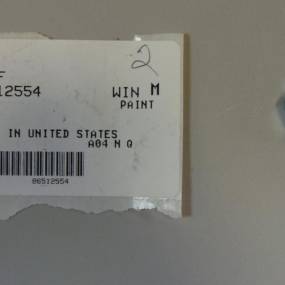 2
F
12554 WIN M
PAINT
IN UNITED STATES
A04 N Q
86512554